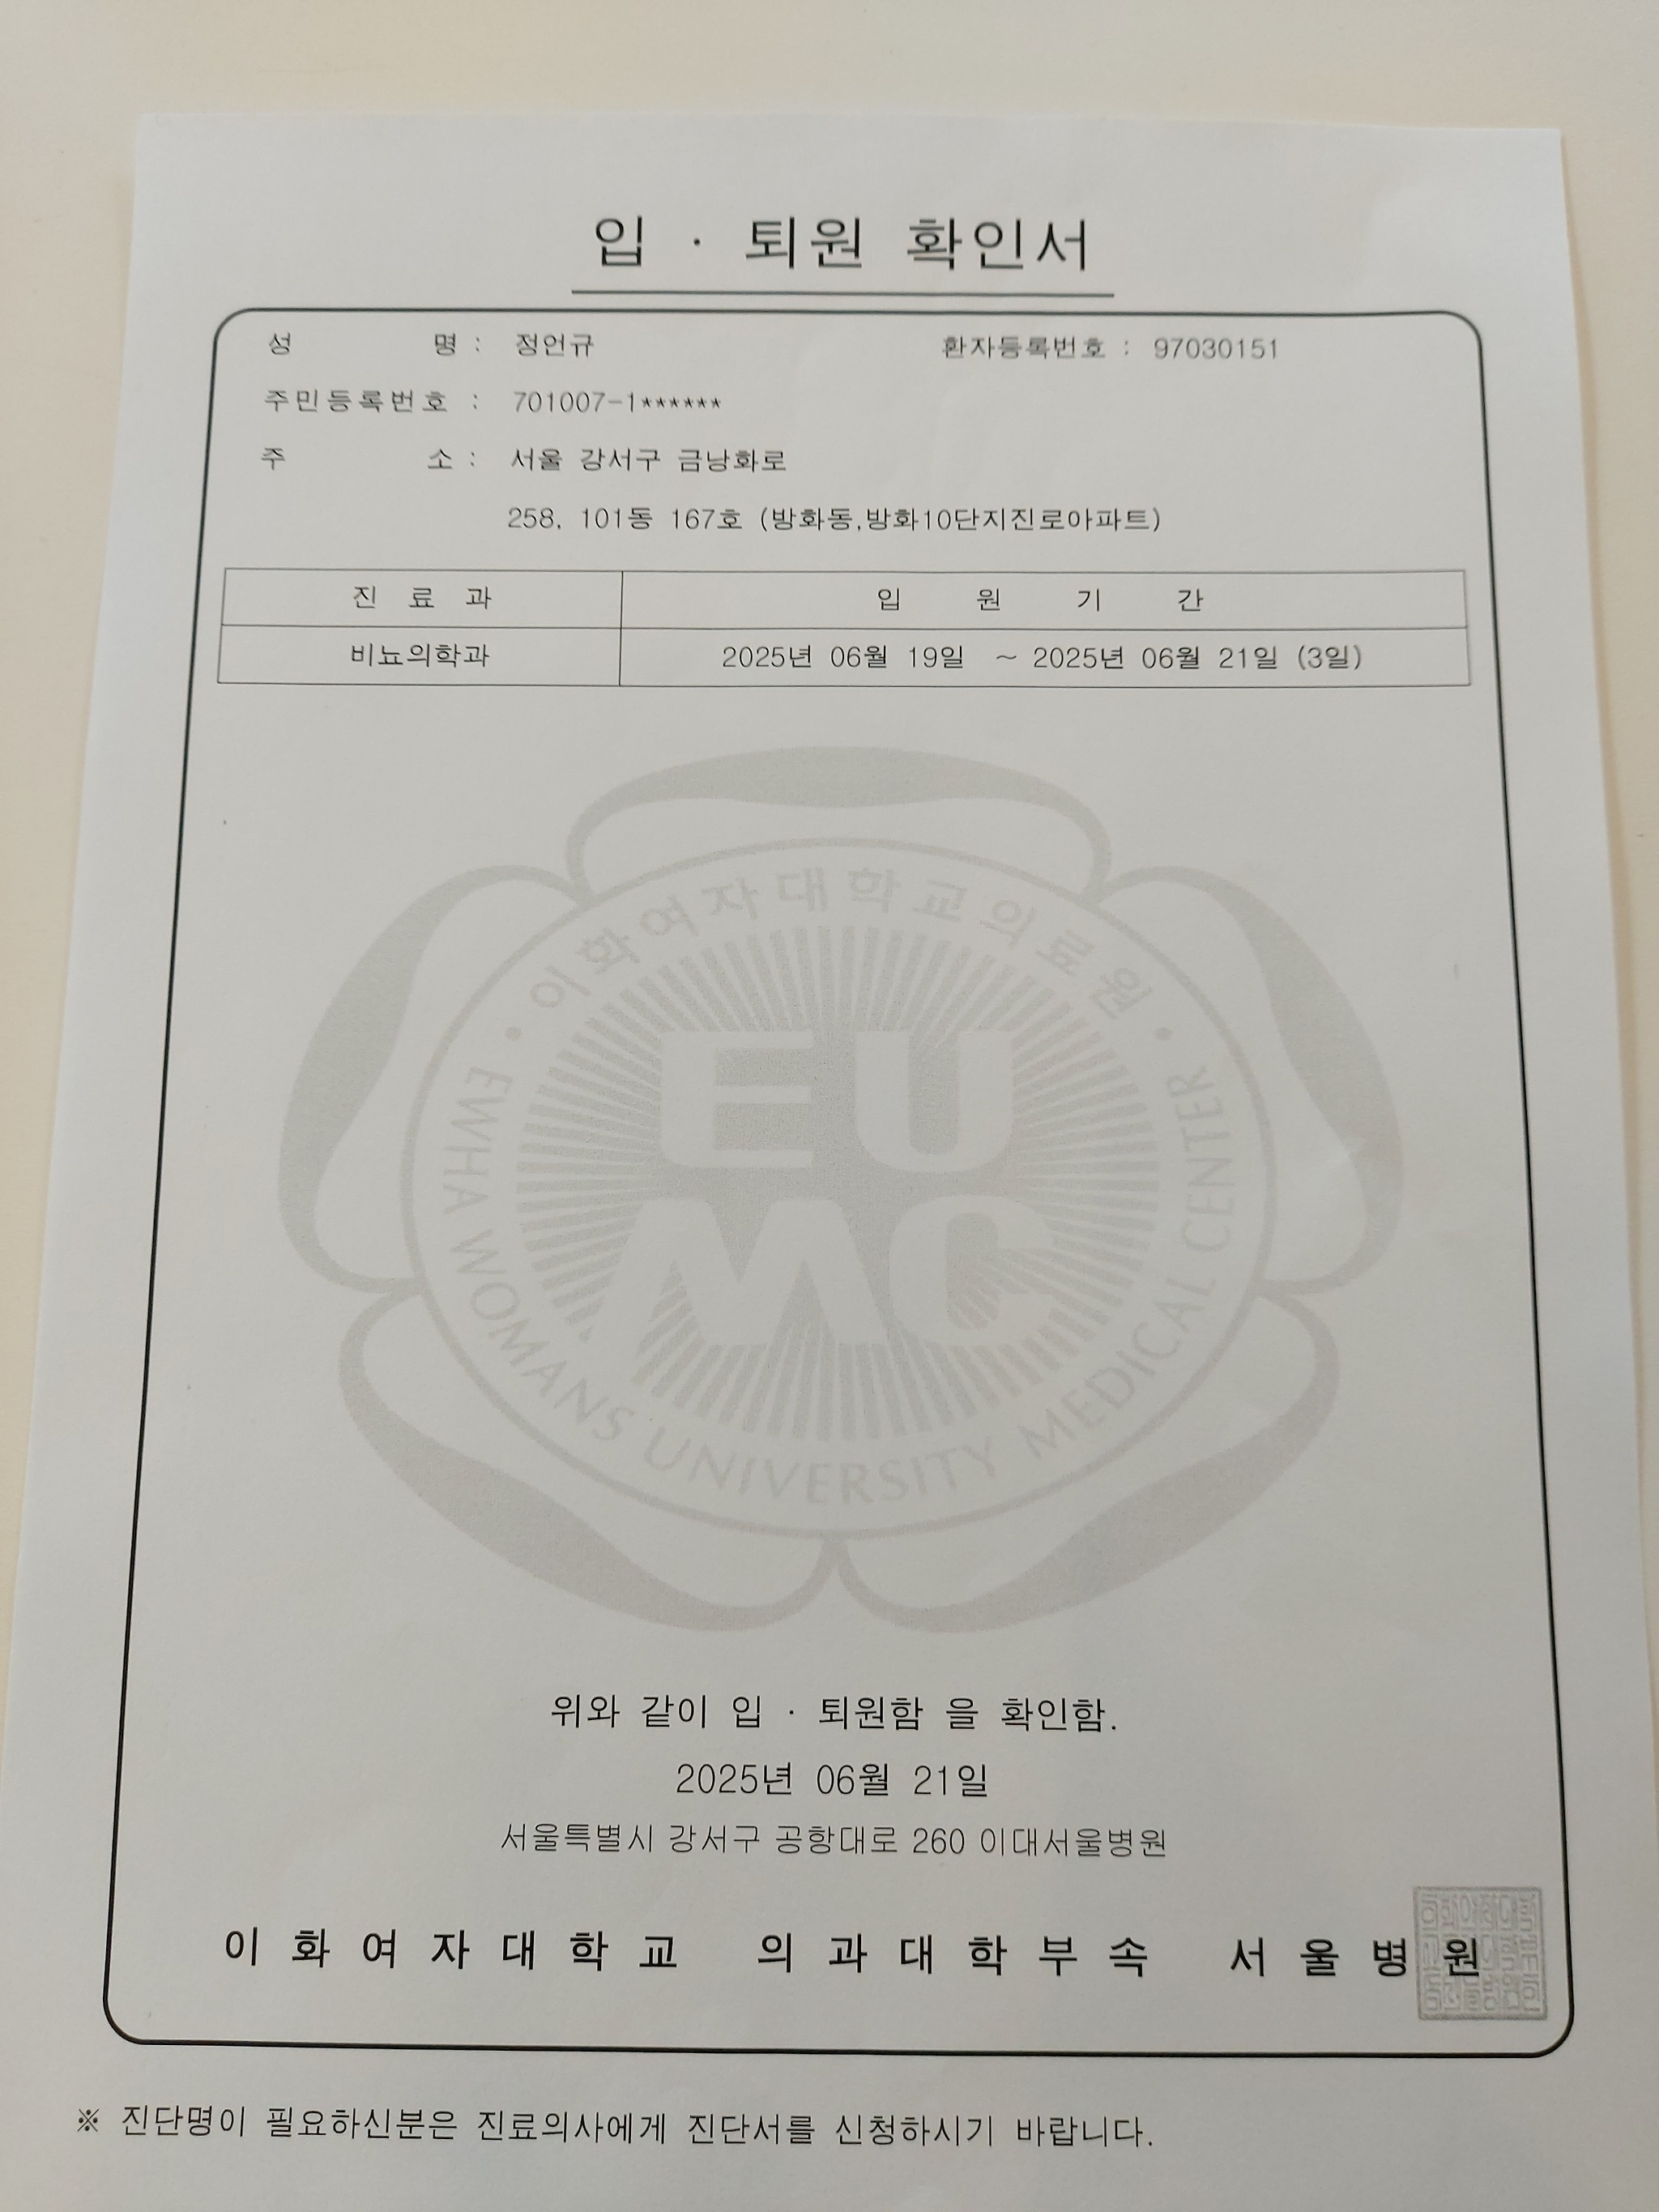 입 · 퇴원 확인서
성 명 : 정언규 환자등록번호 : 97030151
주민등록번호 : 701007-1******
주 소 : 서울 강서구 금낭화로
258, 101동 167호 (방화동,방화10단지진로아파트)
진 료 과 입 원 기 간
비뇨의학과 2025년 06월 19일 ~ 2025년 06월 21일 (3일)
• 이화여자대학교의료원 •
EWHA WOMANS UNIVERSITY MEDICAL CENTER
EU
MC
위와 같이 입 · 퇴원함 을 확인함.
2025년 06월 21일
서울특별시 강서구 공항대로 260 이대서울병원
이 화 여 자 대 학 교 의 과 대 학 부 속 서 울 병 원
※ 진단명이 필요하신분은 진료의사에게 진단서를 신청하시기 바랍니다.